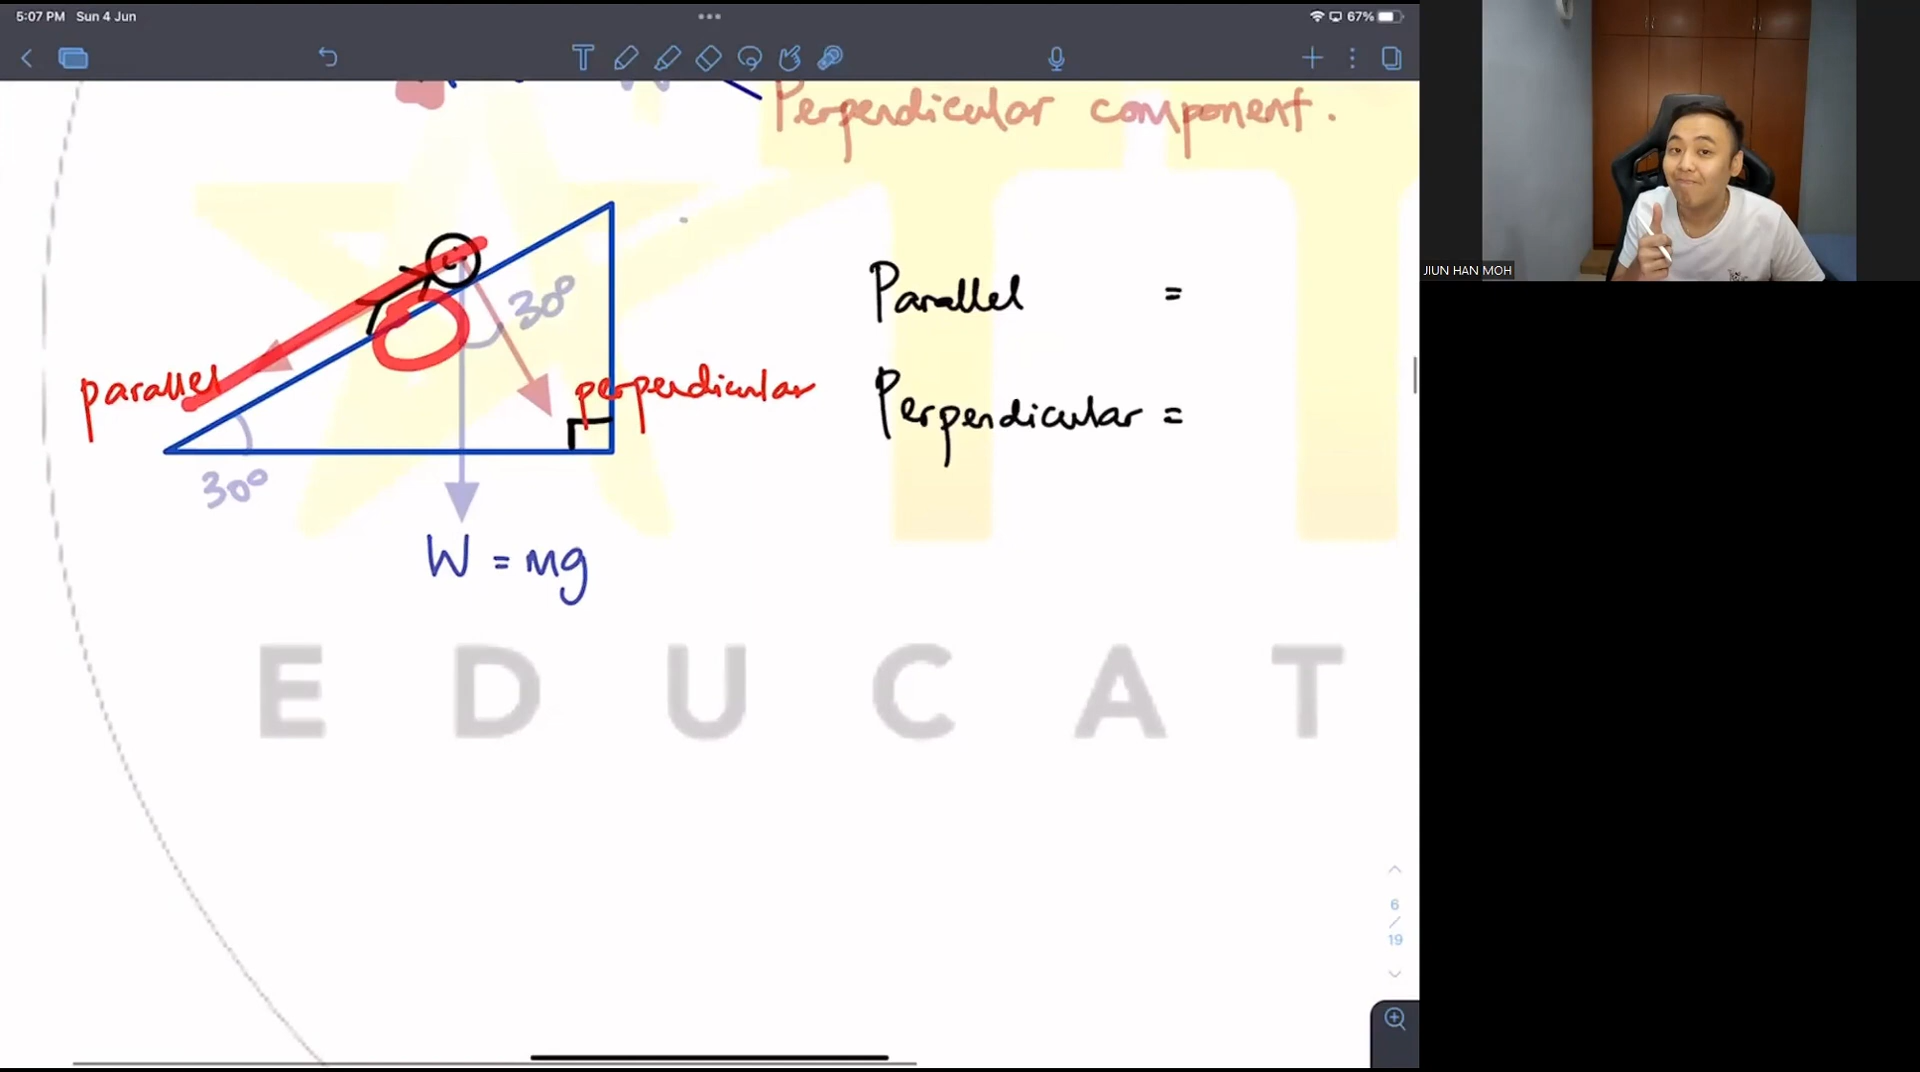 5:07 PM Sun 4 Jun
67%
Perpendicular component.
30°
Parallel =
parallel
perpendicular
Perpendicular =
30°
W = mg
E D U C A T
6
/
19
JIUN HAN MOH